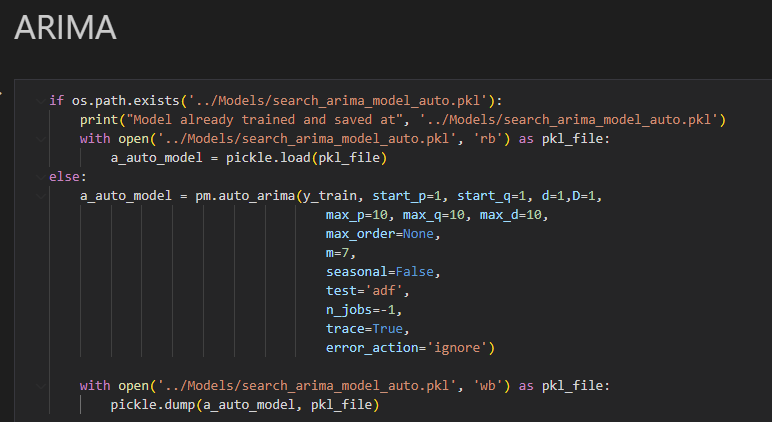 ARIMA
if os.path.exists('../Models/search_arima_model_auto.pkl'):
    print("Model already trained and saved at", '../Models/search_arima_model_auto.pkl')
    with open('../Models/search_arima_model_auto.pkl', 'rb') as pkl_file:
        a_auto_model = pickle.load(pkl_file)
else:
    a_auto_model = pm.auto_arima(y_train, start_p=1, start_q=1, d=1,D=1,
                                    max_p=10, max_q=10, max_d=10,
                                    max_order=None,
                                    m=7,
                                    seasonal=False,
                                    test='adf',
                                    n_jobs=-1,
                                    trace=True,
                                    error_action='ignore')
    with open('../Models/search_arima_model_auto.pkl', 'wb') as pkl_file:
        pickle.dump(a_auto_model, pkl_file)